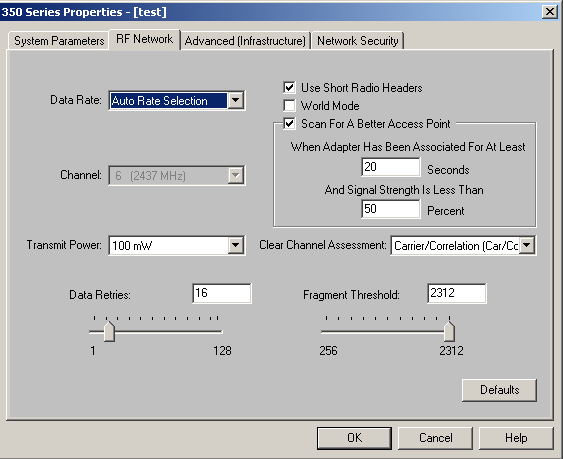 350 Series Properties - [test]
System Parameters RF Network Advanced (Infrastructure) Network Security
Data Rate: Auto Rate Selection
Use Short Radio Headers
World Mode
Scan For A Better Access Point
When Adapter Has Been Associated For At Least
20 Seconds
And Signal Strength Is Less Than
50 Percent
Channel: 6 (2437 MHz)
Transmit Power: 100 mW
Clear Channel Assessment: Carrier/Correlation (Car/Cc
Data Retries: 16
1 128
Fragment Threshold: 2312
256 2312
Defaults
OK Cancel Help